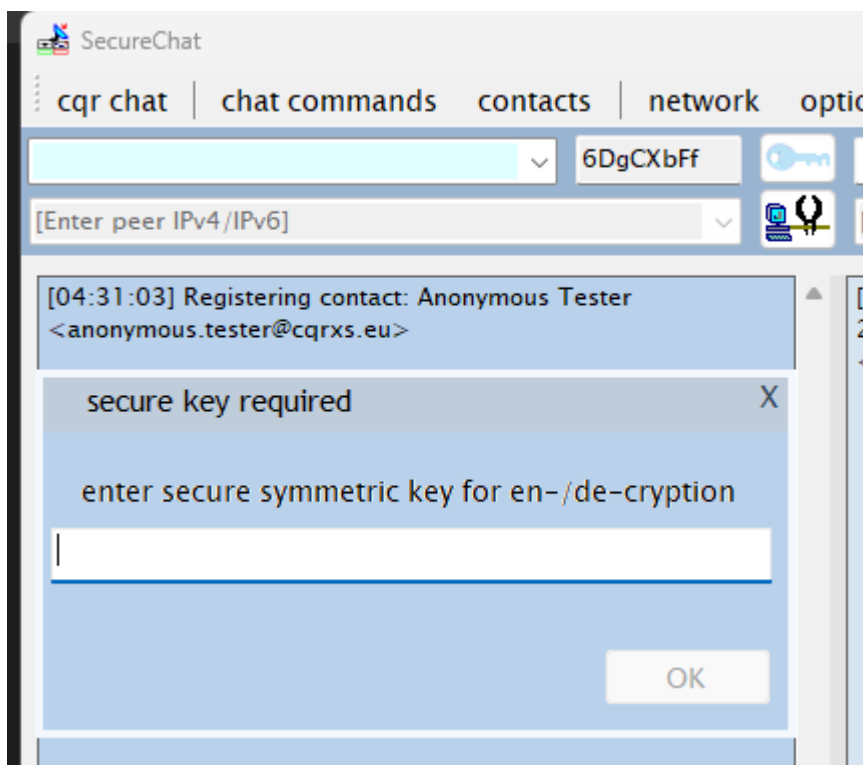 SecureChat
cqr chat chat commands contacts network
6DgCXbFf
[Enter peer IPv4/IPv6]
[04:31:03] Registering contact: Anonymous Tester
<anonymous.tester@cqrxs.eu>
secure key required X
enter secure symmetric key for en-/de-cryption
OK